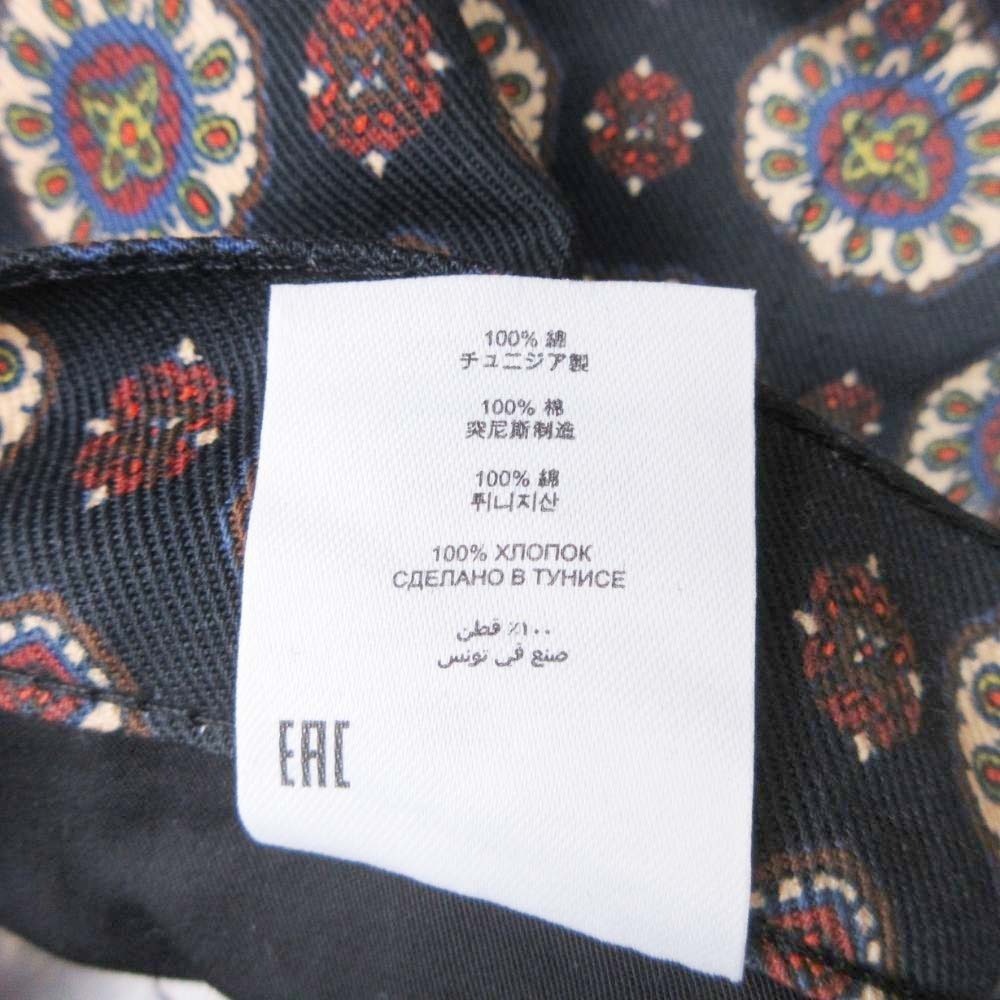 100% 綿
チュニジア製
100% 棉
突尼斯制造
100% 綿
튀니지산
100% ХЛОПОК
СДЕЛАНО В ТУНИСЕ
١٠٠٪ قطن
صنع في تونس
EAC